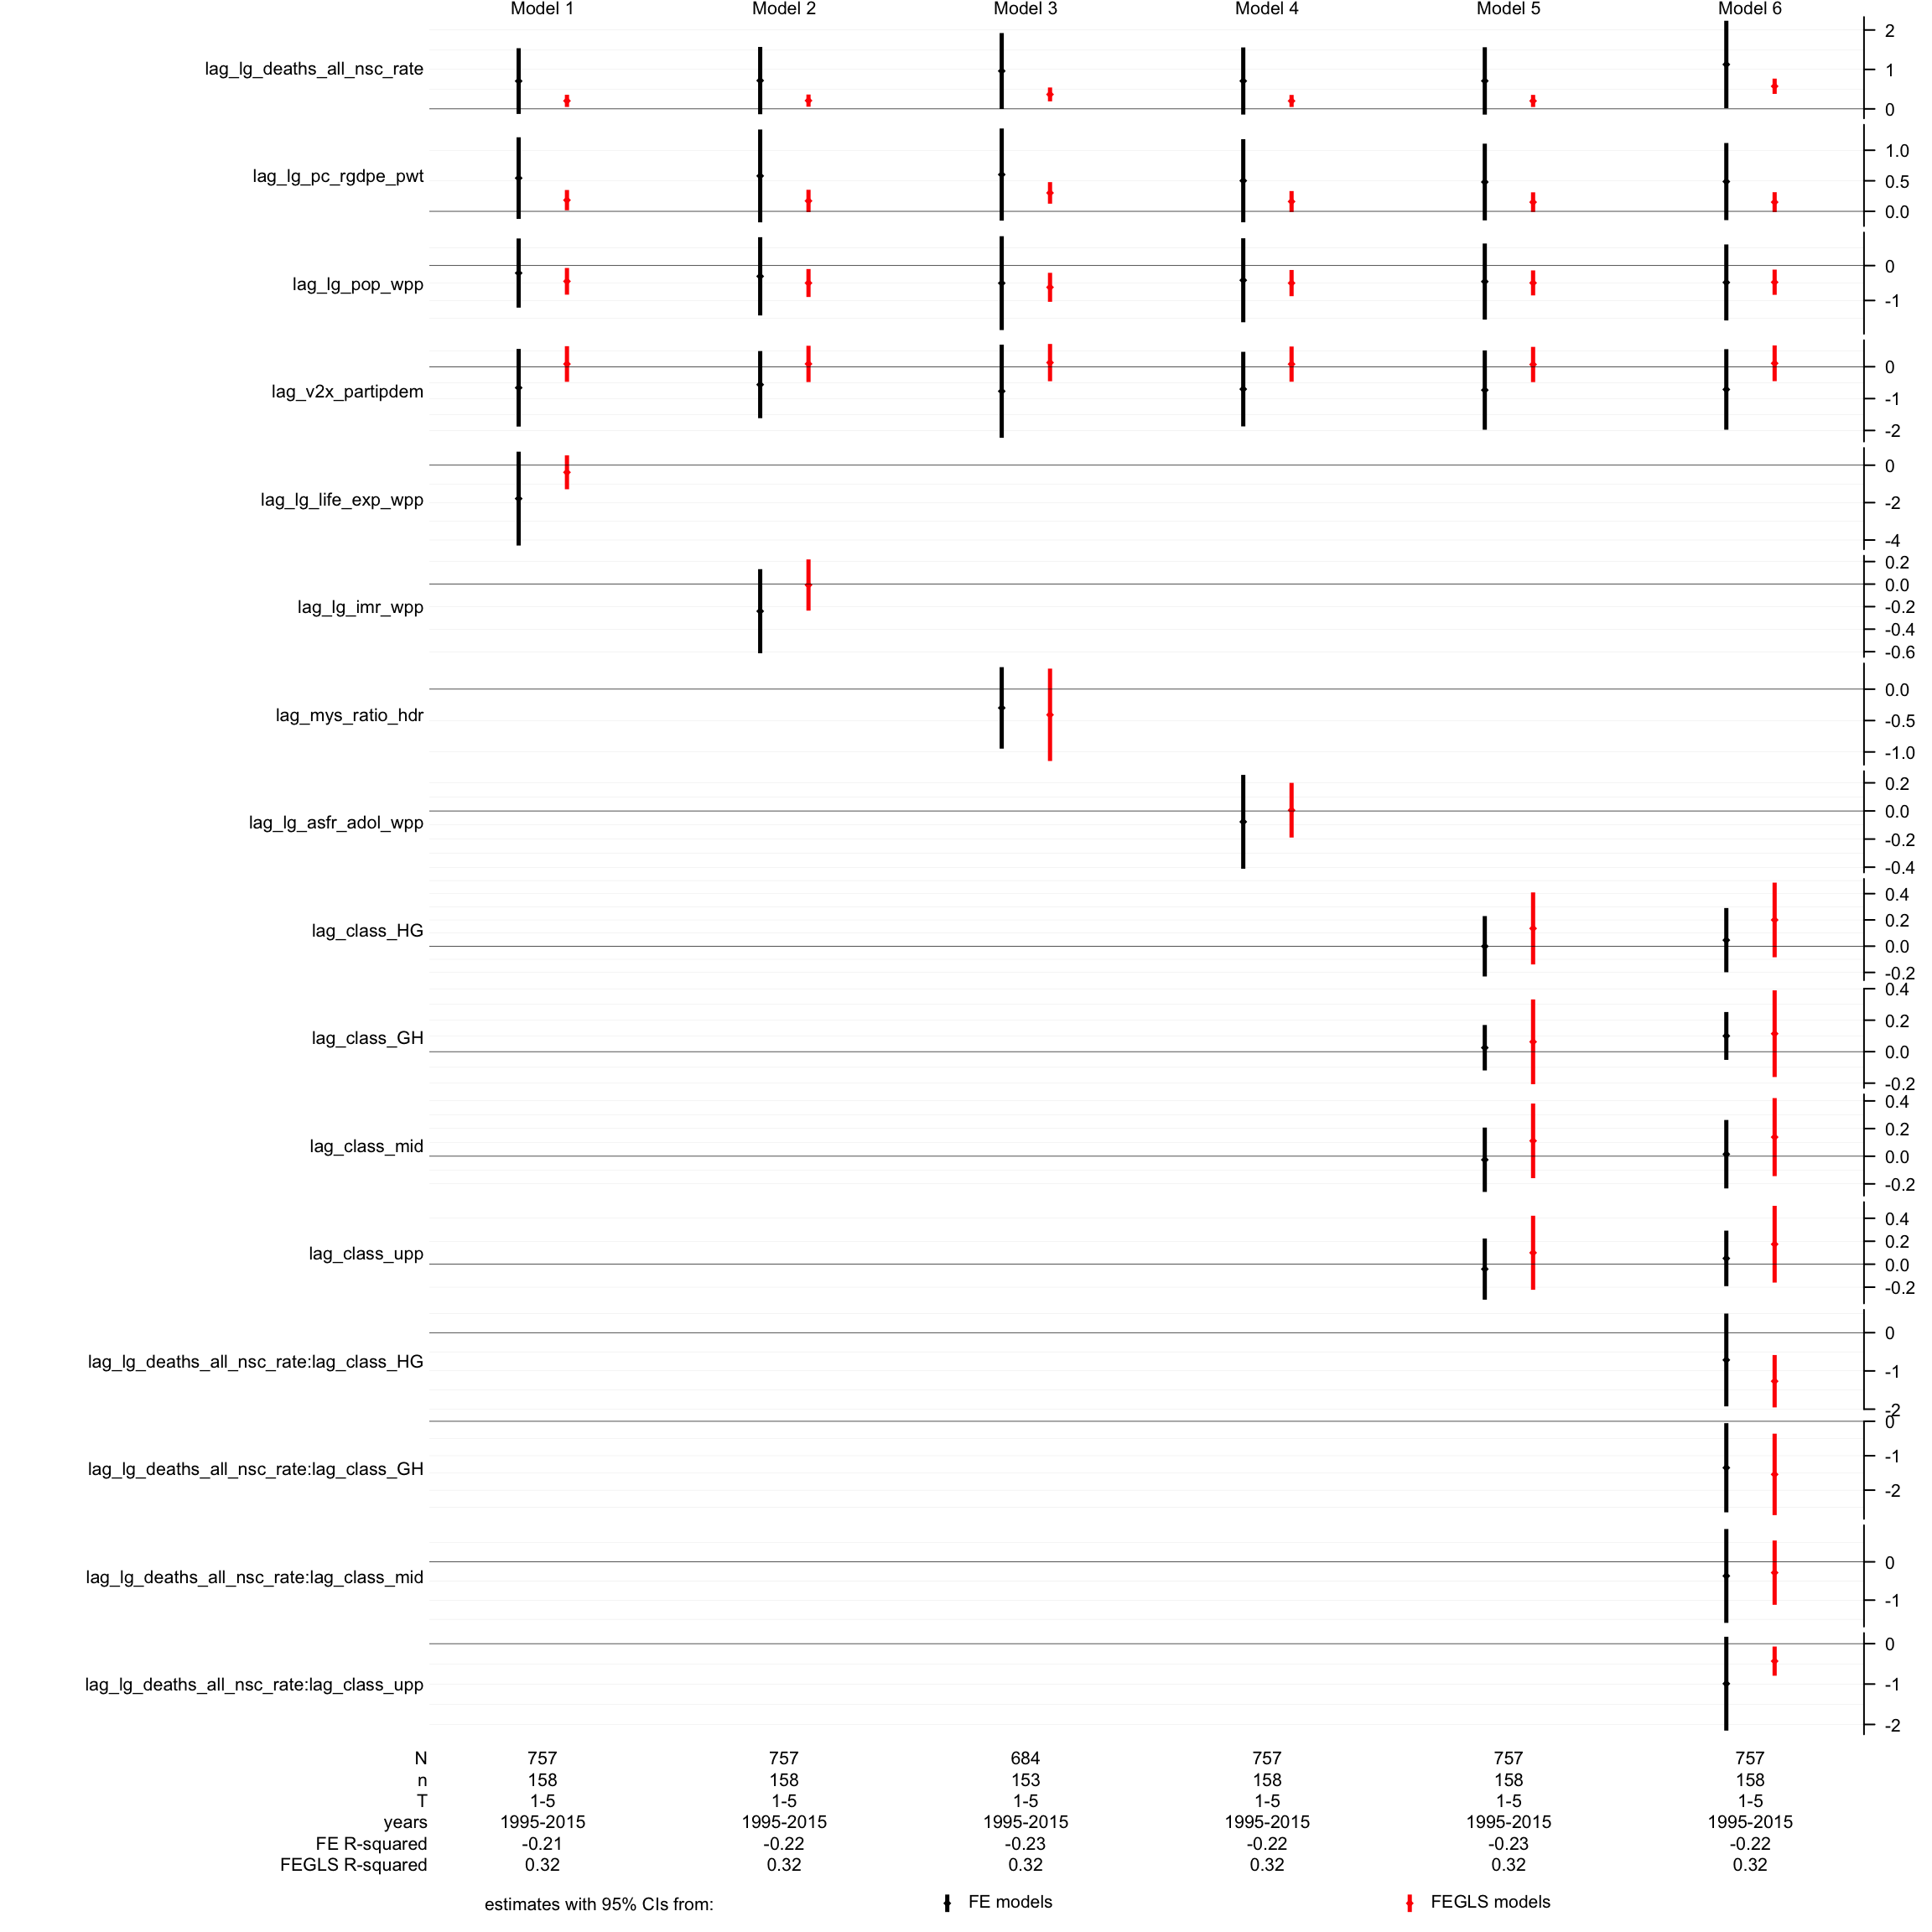 Model 1 Model 2 Model 3 Model 4 Model 5 Model 6
lag_lg_deaths_all_nsc_rate
2
1
0
lag_lg_pc_rgdpe_pwt
1.0
0.5
0.0
lag_lg_pop_wpp
0
-1
lag_v2x_partipdem
0
-1
-2
lag_lg_life_exp_wpp
0
-2
-4
lag_lg_imr_wpp
0.2
0.0
-0.2
-0.4
-0.6
lag_mys_ratio_hdr
0.0
-0.5
-1.0
lag_lg_asfr_adol_wpp
0.2
0.0
-0.2
-0.4
lag_class_HG
0.4
0.2
0.0
-0.2
lag_class_GH
0.4
0.2
0.0
-0.2
lag_class_mid
0.4
0.2
0.0
-0.2
lag_class_upp
0.4
0.2
0.0
-0.2
lag_lg_deaths_all_nsc_rate:lag_class_HG
0
-1
-2
lag_lg_deaths_all_nsc_rate:lag_class_GH
0
-1
-2
lag_lg_deaths_all_nsc_rate:lag_class_mid
0
-1
lag_lg_deaths_all_nsc_rate:lag_class_upp
0
-1
-2
N 757 757 684 757 757 757
n 158 158 153 158 158 158
T 1-5 1-5 1-5 1-5 1-5 1-5
years 1995-2015 1995-2015 1995-2015 1995-2015 1995-2015 1995-2015
FE R-squared -0.21 -0.22 -0.23 -0.22 -0.23 -0.22
FEGLS R-squared 0.32 0.32 0.32 0.32 0.32 0.32
estimates with 95% CIs from: FE models FEGLS models